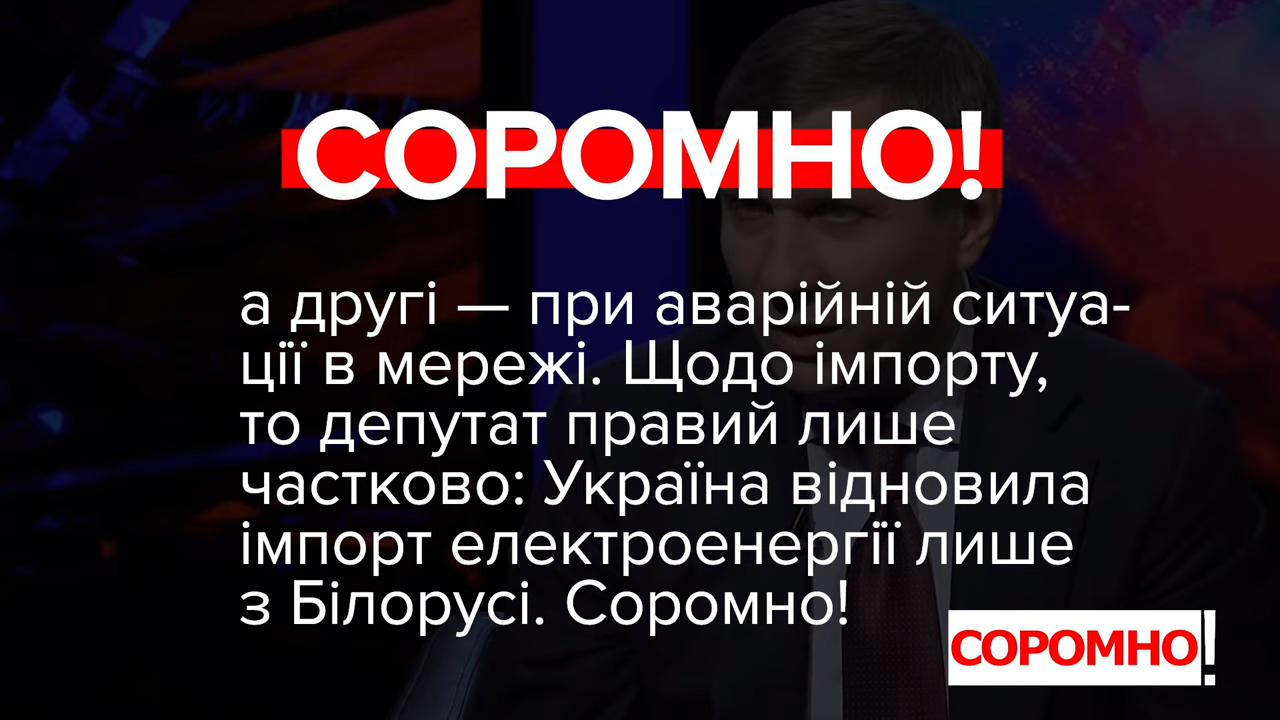 СОРОМНО!
а другі — при аварійній ситуа-
ції в мережі. Щодо імпорту,
то депутат правий лише
частково: Україна відновила
імпорт електроенергії лише
з Білорусі. Соромно!
СОРОМНО!